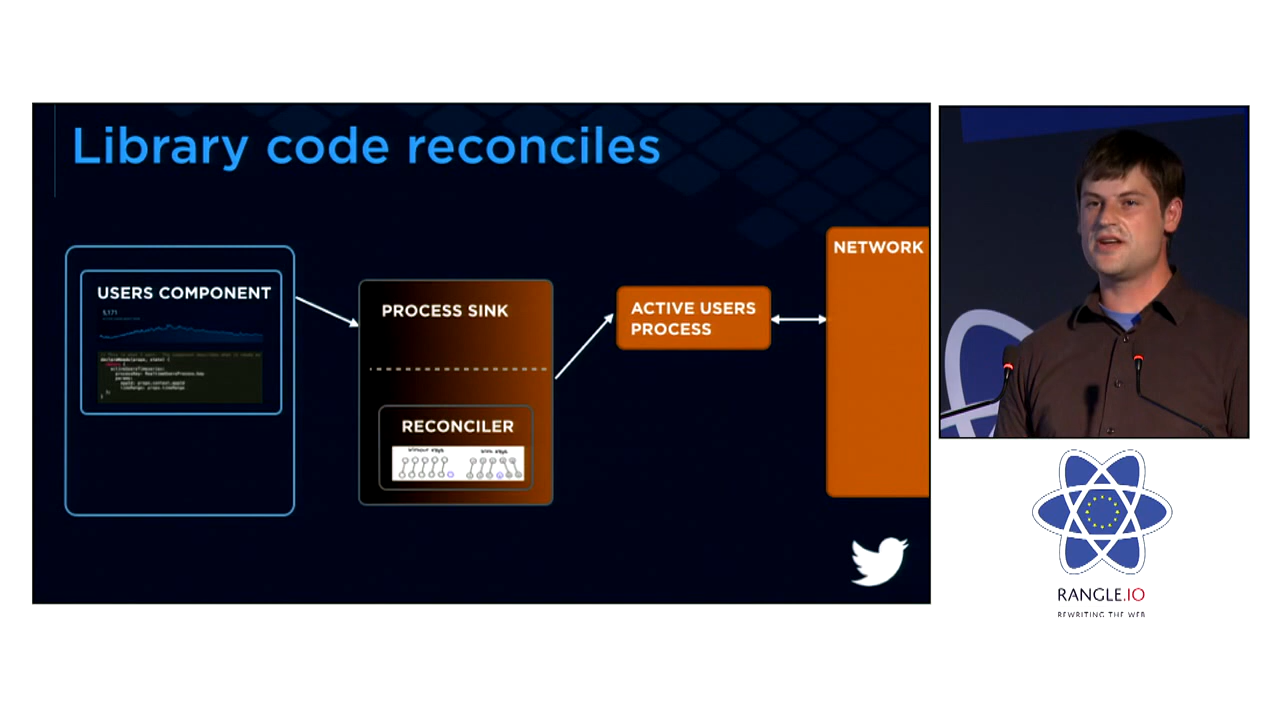 Library code reconciles
USERS COMPONENT
PROCESS SINK
RECONCILER
ACTIVE USERS
PROCESS
NETWORK
RANGLE.IO
REWRITING THE WEB